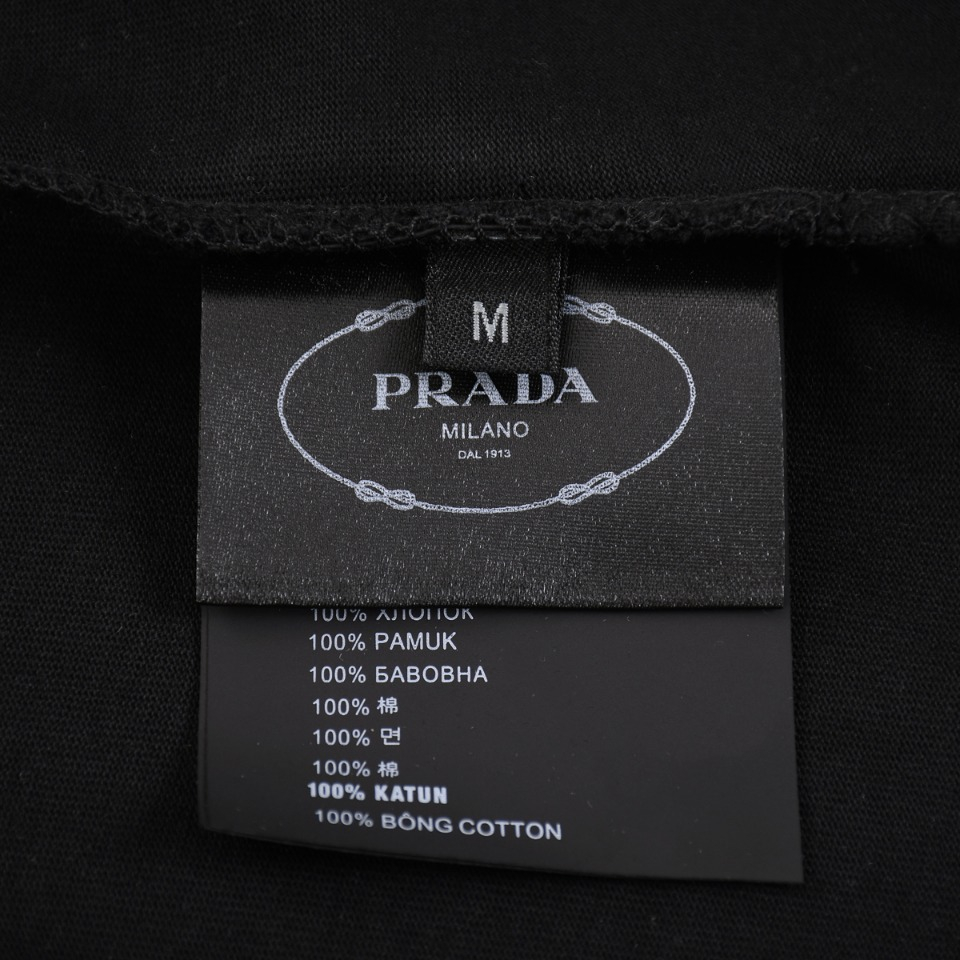 M
PRADA
MILANO
DAL 1913
100% ХЛОПОК
100% PAMUK
100% БАВОВНА
100% 棉
100% 면
100% 棉
100% KATUN
100% BÔNG COTTON